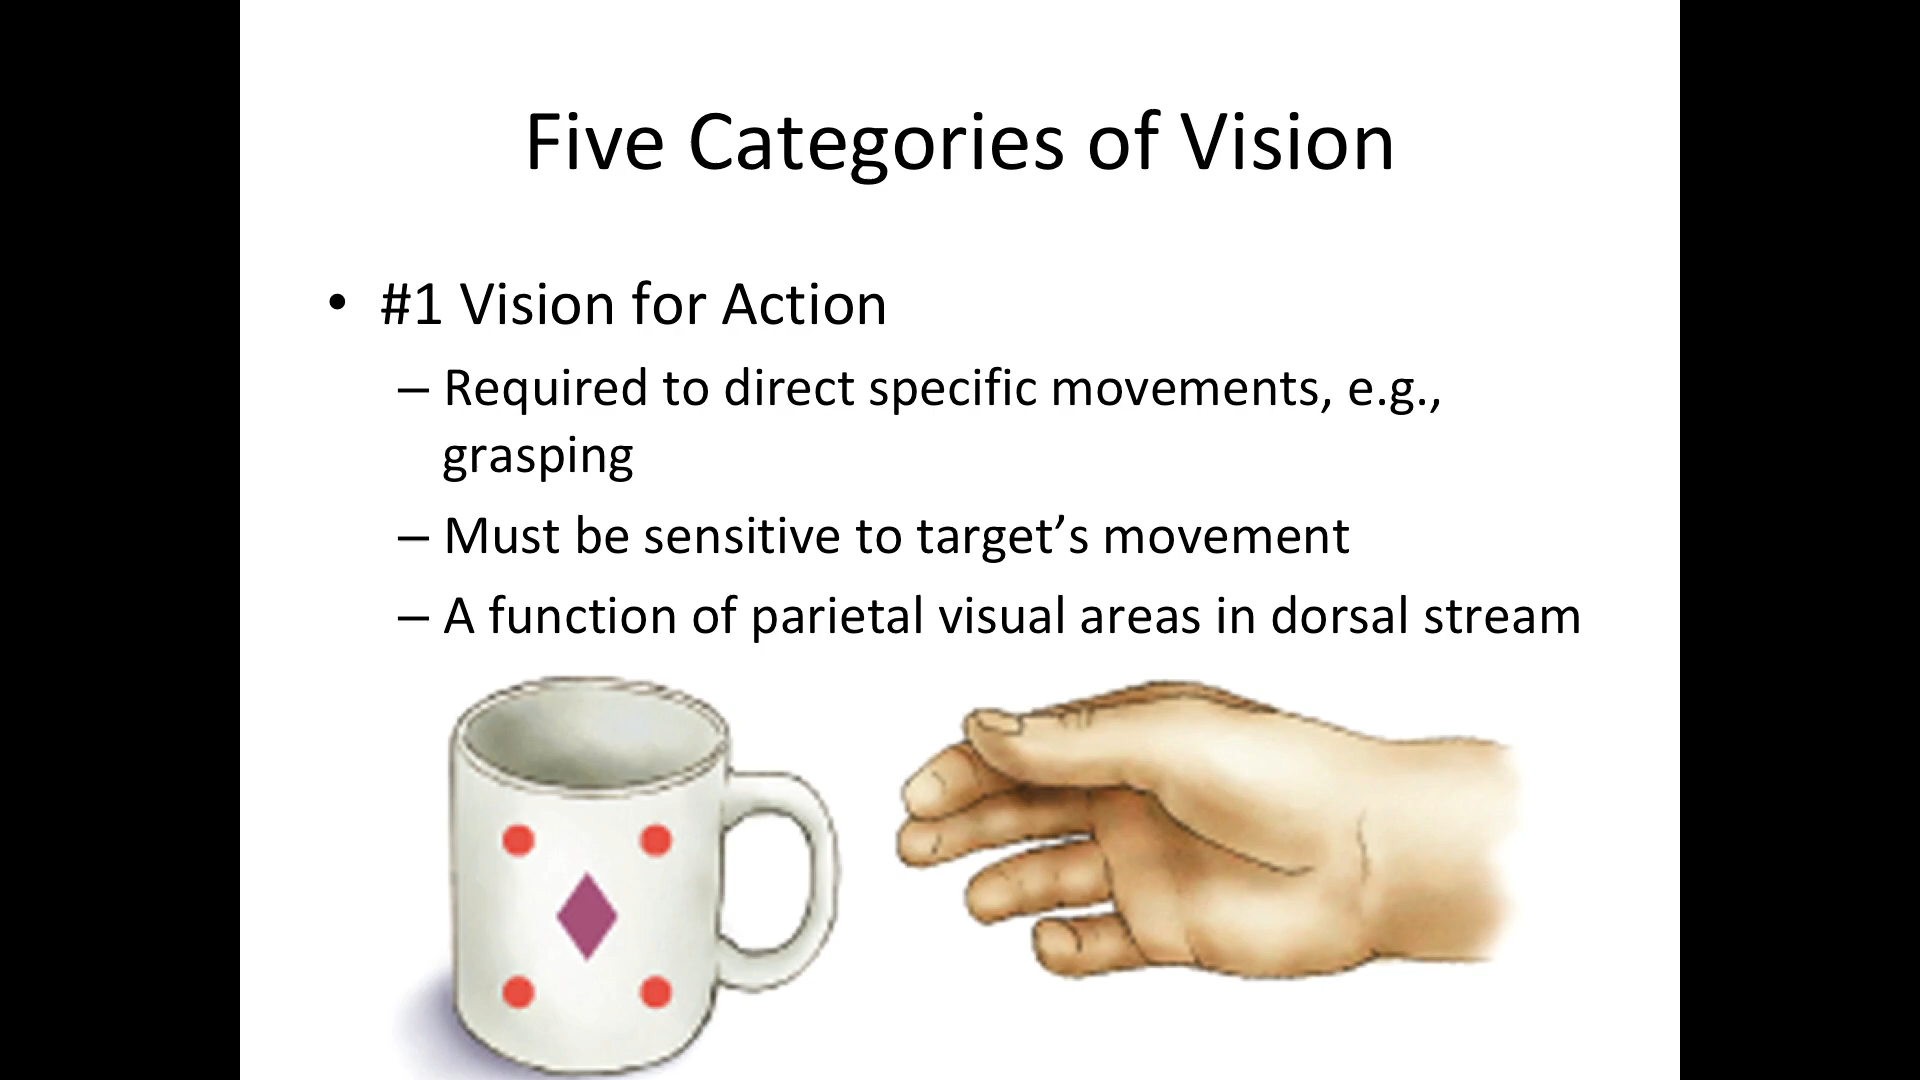 Five Categories of Vision
• #1 Vision for Action
– Required to direct specific movements, e.g.,
grasping
– Must be sensitive to target’s movement
– A function of parietal visual areas in dorsal stream